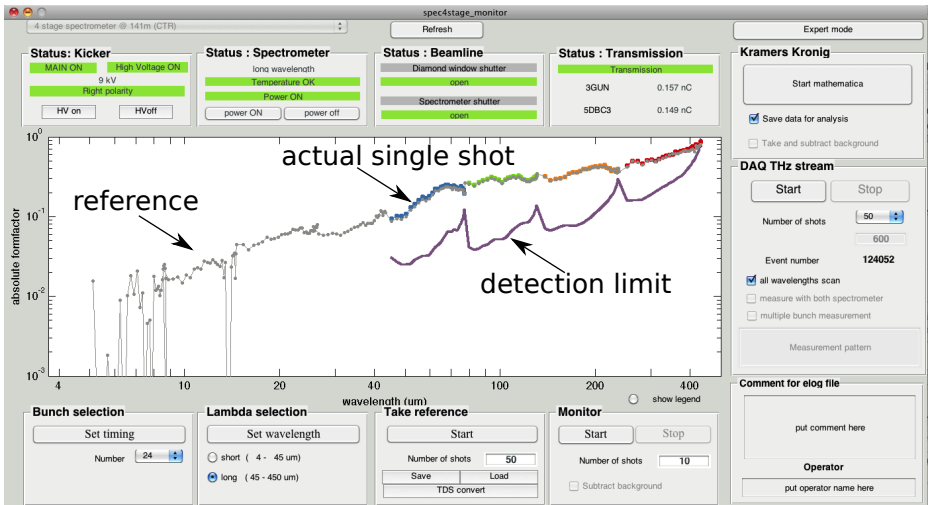 spec4stage_monitor
4 stage spectrometer @ 141m (CTR)
Refresh
Expert mode
Status: Kicker
MAIN ON
High Voltage ON
9 kV
Right polarity
HV on
HVoff
Status : Spectrometer
long wavelength
Temperature OK
Power ON
power ON
power off
Status : Beamline
Diamond window shutter
open
Spectrometer shutter
open
Status : Transmission
Transmission
3GUN 0.157 nC
5DBC3 0.149 nC
Kramers Kronig
Start mathematica
Save data for analysis
Take and subtract background
DAQ THz stream
Start
Stop
Number of shots 50
600
Event number 124052
all wavelengths scan
measure with both spectrometer
multiple bunch measurement
Measurement pattern
absolute formfactor
10^0
10^-1
10^-2
10^-3
actual single shot
reference
detection limit
4 10 20 40 100 200 400
wavelength (um)
show legend
Bunch selection
Set timing
Number 24
Lambda selection
Set wavelength
short ( 4 - 45 um)
long ( 45 - 450 um)
Take reference
Start
Number of shots 50
Save
Load
TDS convert
Monitor
Start
Stop
Number of shots 10
Subtract background
Comment for elog file
put comment here
Operator
put operator name here